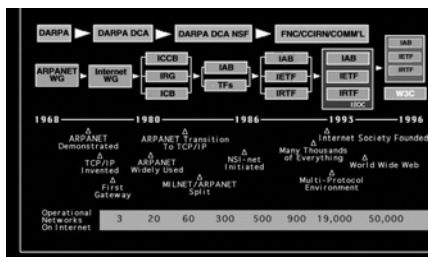 DARPA DARPA DCA DARPA DCA NSF FNC/CCIRN/COMM'L
ARPANET
WG
Internet
WG
ICCB
IRG
ICB
IAB
TFs
IAB
IETF
IRTF
IAB
IETF
IRTF
ISOC
IAB
IETF
IRTF
W3C
1968 1980 1986 1993 1996
ARPANET
Demonstrated
TCP/IP
Invented
First
Gateway
ARPANET Transition
To TCP/IP
ARPANET
Widely Used
MILNET/ARPANET
Split
NSI-net
Initiated
Internet Society Founded
Many Thousands
of Everything
World Wide Web
Multi-Protocol
Environment
Operational
Networks
On Internet
3 20 60 300 500 900 19,000 50,000